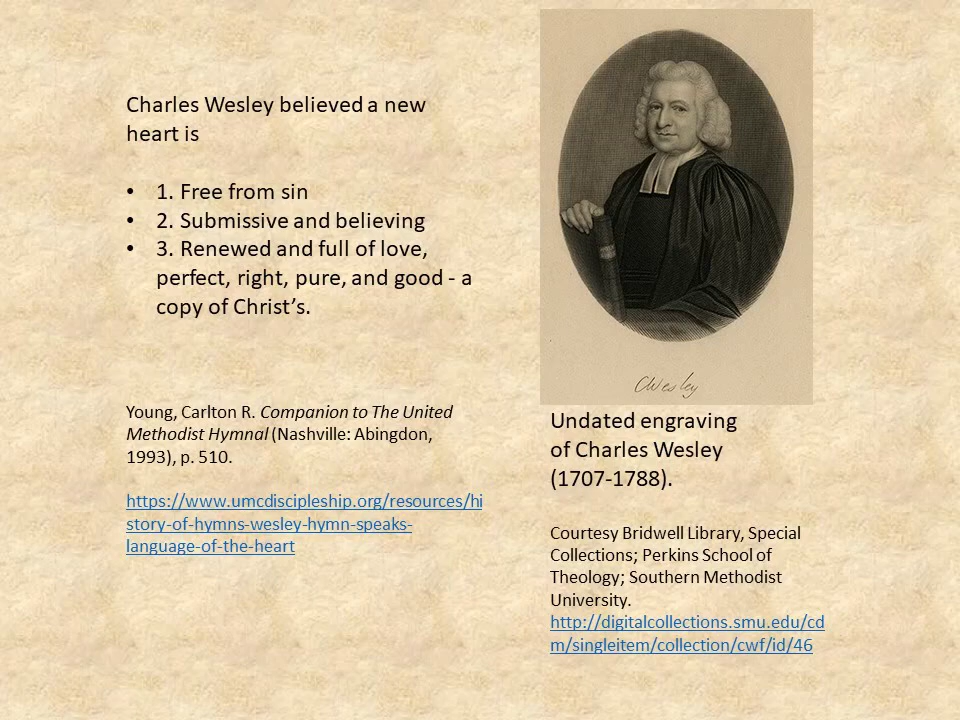 Charles Wesley believed a new
heart is
• 1. Free from sin
• 2. Submissive and believing
• 3. Renewed and full of love,
perfect, right, pure, and good - a
copy of Christ’s.
Young, Carlton R. Companion to The United
Methodist Hymnal (Nashville: Abingdon,
1993), p. 510.
https://www.umcdiscipleship.org/resources/hi
story-of-hymns-wesley-hymn-speaks-
language-of-the-heart
CWesley
Undated engraving
of Charles Wesley
(1707-1788).
Courtesy Bridwell Library, Special
Collections; Perkins School of
Theology; Southern Methodist
University.
http://digitalcollections.smu.edu/cd
m/singleitem/collection/cwf/id/46